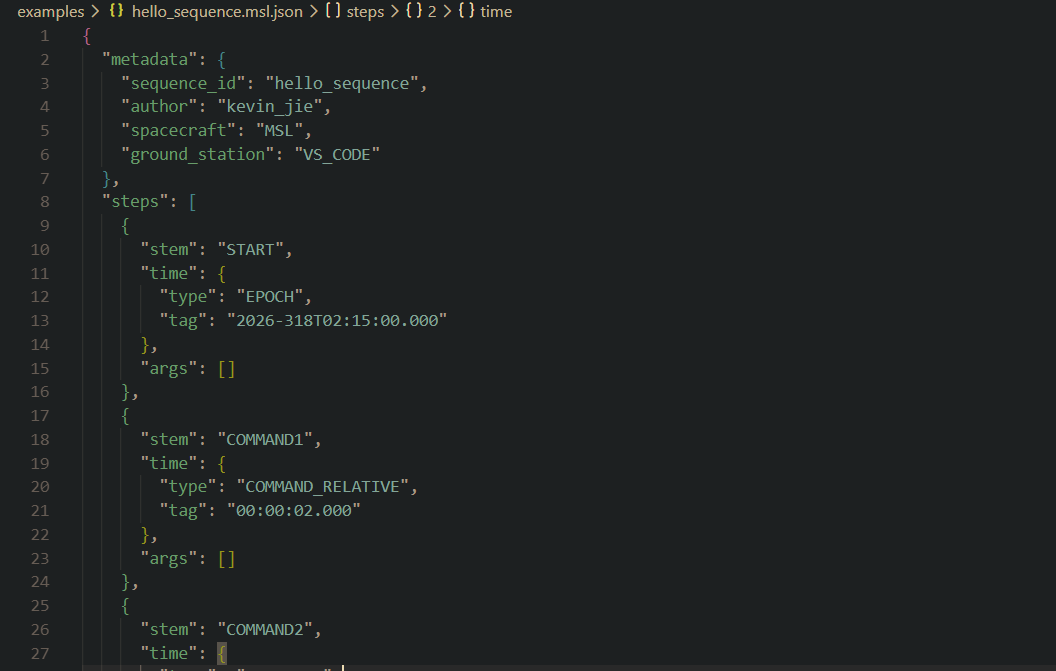 examples > {} hello_sequence.msl.json > [ ] steps > {} 2 > {} time
1 {
2 "metadata": {
3 "sequence_id": "hello_sequence",
4 "author": "kevin_jie",
5 "spacecraft": "MSL",
6 "ground_station": "VS_CODE"
7 },
8 "steps": [
9 {
10 "stem": "START",
11 "time": {
12 "type": "EPOCH",
13 "tag": "2026-318T02:15:00.000"
14 },
15 "args": []
16 },
17 {
18 "stem": "COMMAND1",
19 "time": {
20 "type": "COMMAND_RELATIVE",
21 "tag": "00:00:02.000"
22 },
23 "args": []
24 },
25 {
26 "stem": "COMMAND2",
27 "time": {